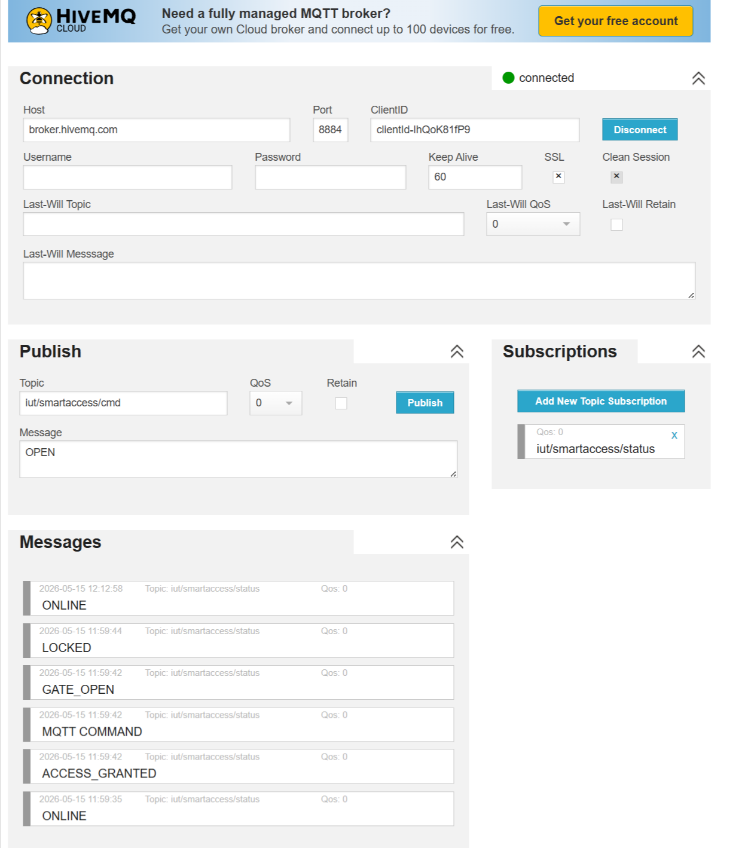 HIVEMQ
CLOUD
Need a fully managed MQTT broker?
Get your own Cloud broker and connect up to 100 devices for free.
Get your free account
Connection
connected
Host
Port
ClientID
broker.hivemq.com
8884
clientId-IhQoK81fP9
Disconnect
Username
Password
Keep Alive
SSL
Clean Session
60
Last-Will Topic
Last-Will QoS
Last-Will Retain
0
Last-Will Messsage
Publish
Topic
QoS
Retain
iut/smartaccess/cmd
0
Publish
Message
OPEN
Subscriptions
Add New Topic Subscription
Qos: 0
x
iut/smartaccess/status
Messages
2026-05-15 12:12:58 Topic: iut/smartaccess/status Qos: 0
ONLINE
2026-05-15 11:59:44 Topic: iut/smartaccess/status Qos: 0
LOCKED
2026-05-15 11:59:42 Topic: iut/smartaccess/status Qos: 0
GATE_OPEN
2026-05-15 11:59:42 Topic: iut/smartaccess/status Qos: 0
MQTT COMMAND
2026-05-15 11:59:42 Topic: iut/smartaccess/status Qos: 0
ACCESS_GRANTED
2026-05-15 11:59:35 Topic: iut/smartaccess/status Qos: 0
ONLINE